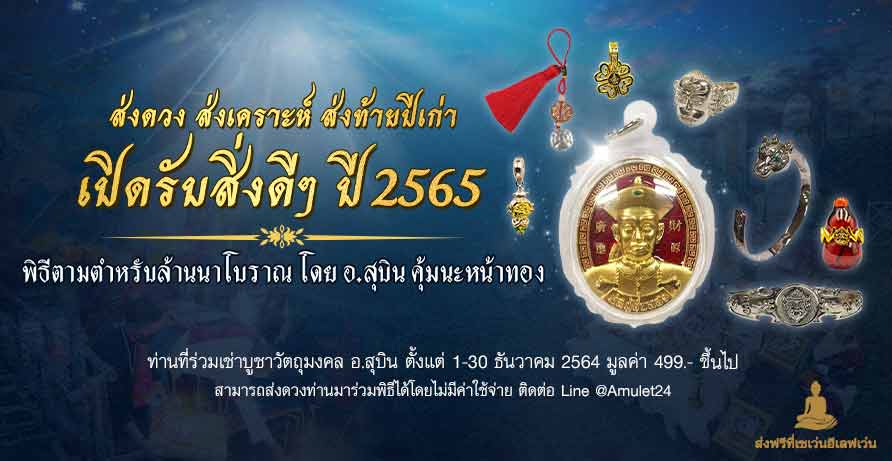 ส่งดวง ส่งเคราะห์ ส่งท้ายปีเก่า
เปิดรับสิ่งดีๆ ปี 2565
พิธีตามตำหรับล้านนาโบราณ โดย อ.สุบิน คุ้มนะหน้าทอง
ท่านที่ร่วมเช่าบูชาวัตถุมงคล อ.สุบิน ตั้งแต่ 1-30 ธันวาคม 2564 มูลค่า 499.- ขึ้นไป
สามารถส่งดวงท่านมาร่วมพิธีได้โดยไม่มีค่าใช้จ่าย ติดต่อ Line @Amulet24
ส่งฟรีที่เซเว่นอีเลฟเว่น